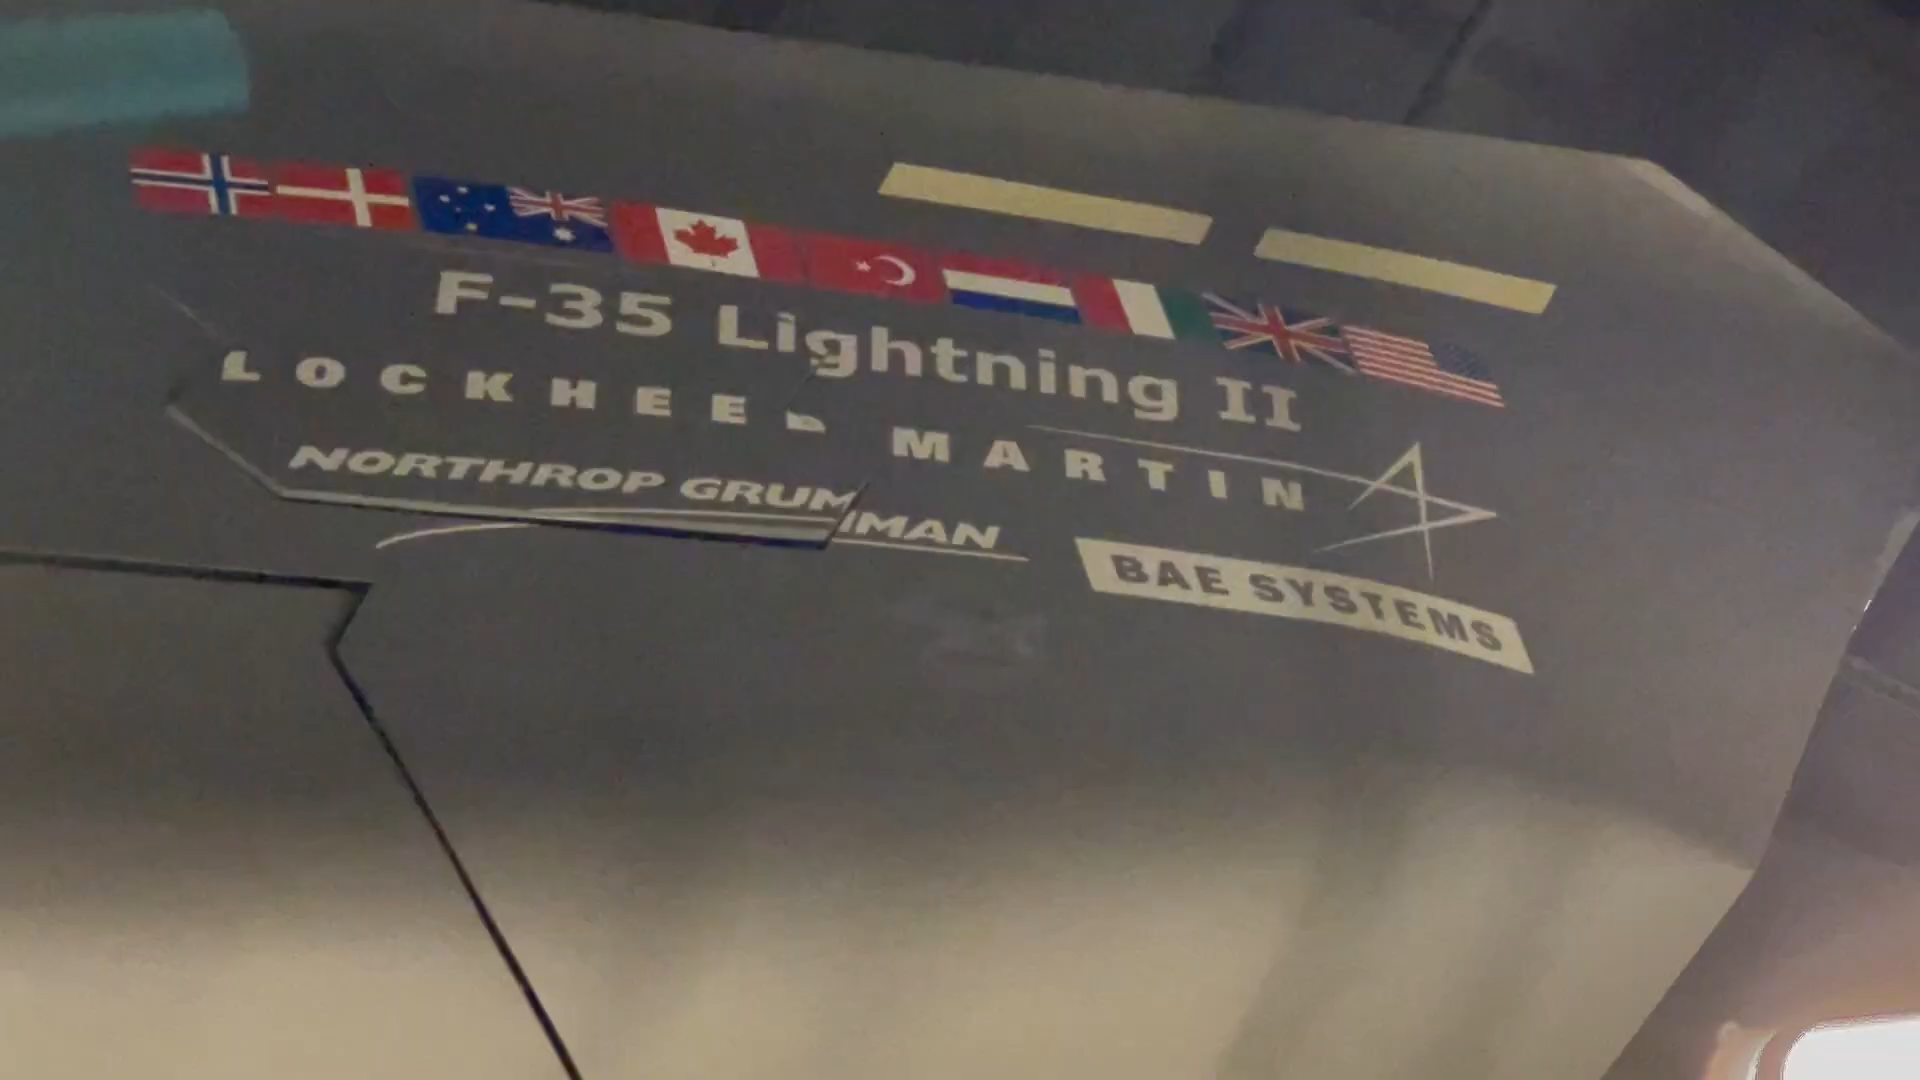 F-35 Lightning II
LOCKHEED MARTIN
NORTHROP GRUMMAN
BAE SYSTEMS